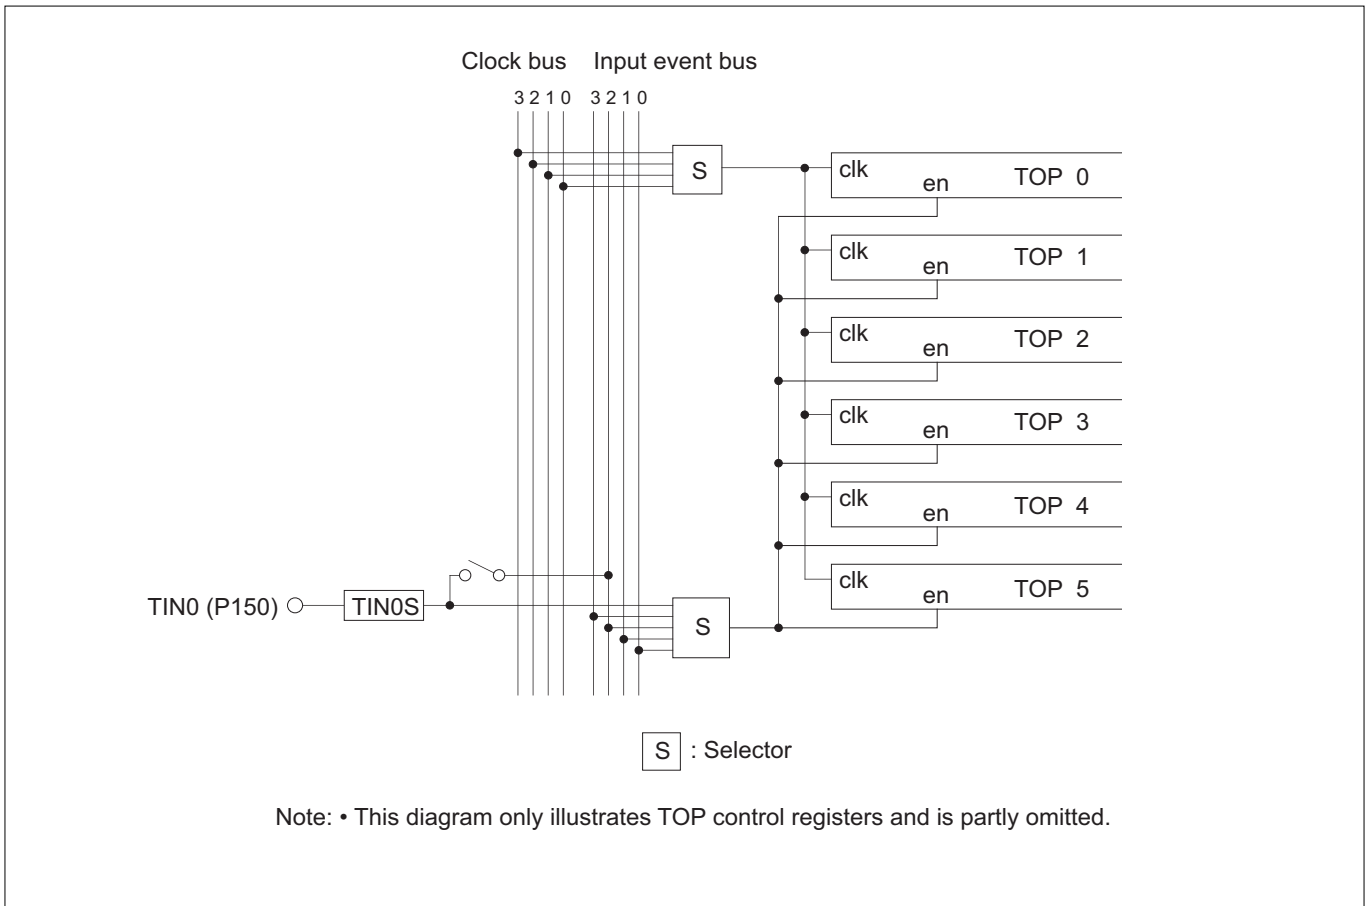 Clock bus Input event bus
3 2 1 0 3 2 1 0
S
clk en TOP 0
clk en TOP 1
clk en TOP 2
clk en TOP 3
clk en TOP 4
clk en TOP 5
TIN0 (P150) TIN0S
S
S : Selector
Note: • This diagram only illustrates TOP control registers and is partly omitted.